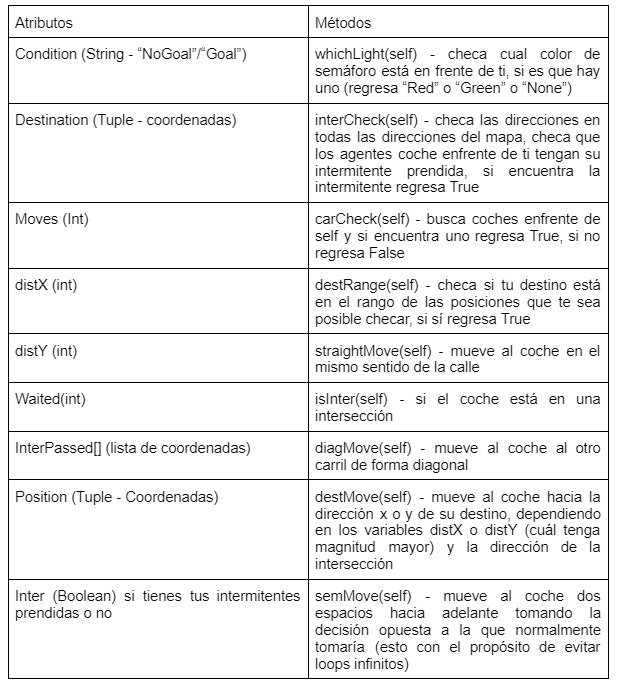 Atributos
Métodos
Condition (String - “NoGoal”/“Goal”)
whichLight(self) - checa cual color de
semáforo está en frente de ti, si es que hay
uno (regresa “Red” o “Green” o “None”)
Destination (Tuple - coordenadas)
interCheck(self) - checa las direcciones en
todas las direcciones del mapa, checa que
los agentes coche enfrente de ti tengan su
intermitente prendida, si encuentra la
intermitente regresa True
Moves (Int)
carCheck(self) - busca coches enfrente de
self y si encuentra uno regresa True, si no
regresa False
distX (int)
destRange(self) - checa si tu destino está
en el rango de las posiciones que te sea
posible checar, si sí regresa True
distY (int)
straightMove(self) - mueve al coche en el
mismo sentido de la calle
Waited(int)
isInter(self) - si el coche está en una
intersección
InterPassed[] (lista de coordenadas)
diagMove(self) - mueve al coche al otro
carril de forma diagonal
Position (Tuple - Coordenadas)
destMove(self) - mueve al coche hacia la
dirección x o y de su destino, dependiendo
en los variables distX o distY (cuál tenga
magnitud mayor) y la dirección de la
intersección
Inter (Boolean) si tienes tus intermitentes
prendidas o no
semMove(self) - mueve al coche dos
espacios hacia adelante tomando la
decisión opuesta a la que normalmente
tomaría (esto con el propósito de evitar
loops infinitos)